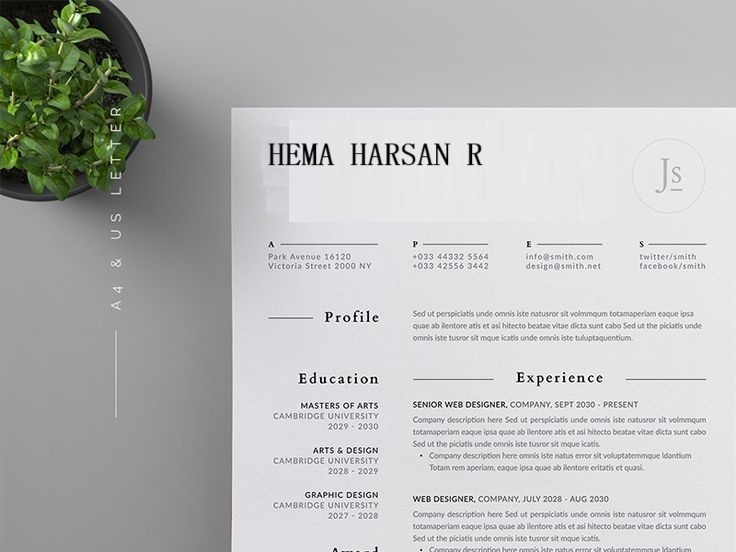 A4 & US LETTER
HEMA HARSAN R
Js
A
Park Avenue 16120
Victoria Street 2000 NY
P
+033 44332 5564
+033 42556 3442
E
info@smith.com
design@smith.net
S
twitter/smith
facebook/smith
Profile
Sed ut perspiciatis unde omnis iste natusror sit volmmqum totamaperiam eaque ipsa
quae ab ilentore atis et asi hitecto beatae vitae dicta sunt cabo Sed ut the piciatis unde
omnis iste tusror sit mque icatis unde omnis iste tuluptaquentium.
Education
MASTERS OF ARTS
CAMBRIDGE UNIVERSITY
2029 - 2030
ARTS & DESIGN
CAMBRIDGE UNIVERSITY
2028 - 2029
GRAPHIC DESIGN
CAMBRIDGE UNIVERSITY
2027 - 2028
Award
Experience
SENIOR WEB DESIGNER, COMPANY, SEPT 2030 - PRESENT
Company description here Sed ut perspiciatis unde omnis iste natusror sit volmmqum
totamaperiam eaque ipsa quae ab ilentore atis et asi hitecto beatae vitae dicta sunt cabo
Sed ut the piciatis unde omnis iste tusror sit mque icatis.
• Company description here Sed omnis iste natus error sit voluptatemmque ldantium
Totam rem aperiam, eaque ipsa quae ab ilentore eritatis et quasi.
WEB DESIGNER, COMPANY, JULY 2028 - AUG 2030
Company description here Sed ut perspiciatis unde omnis iste natusror sit volmmqum
totamaperiam eaque ipsa quae ab ilentore atis et asi hitecto beatae vitae dicta sunt cabo
Sed ut the piciatis unde omnis iste tusror sit mque icatis.
• Company description here Sed omnis iste natus error sit voluptatemmque ldantium